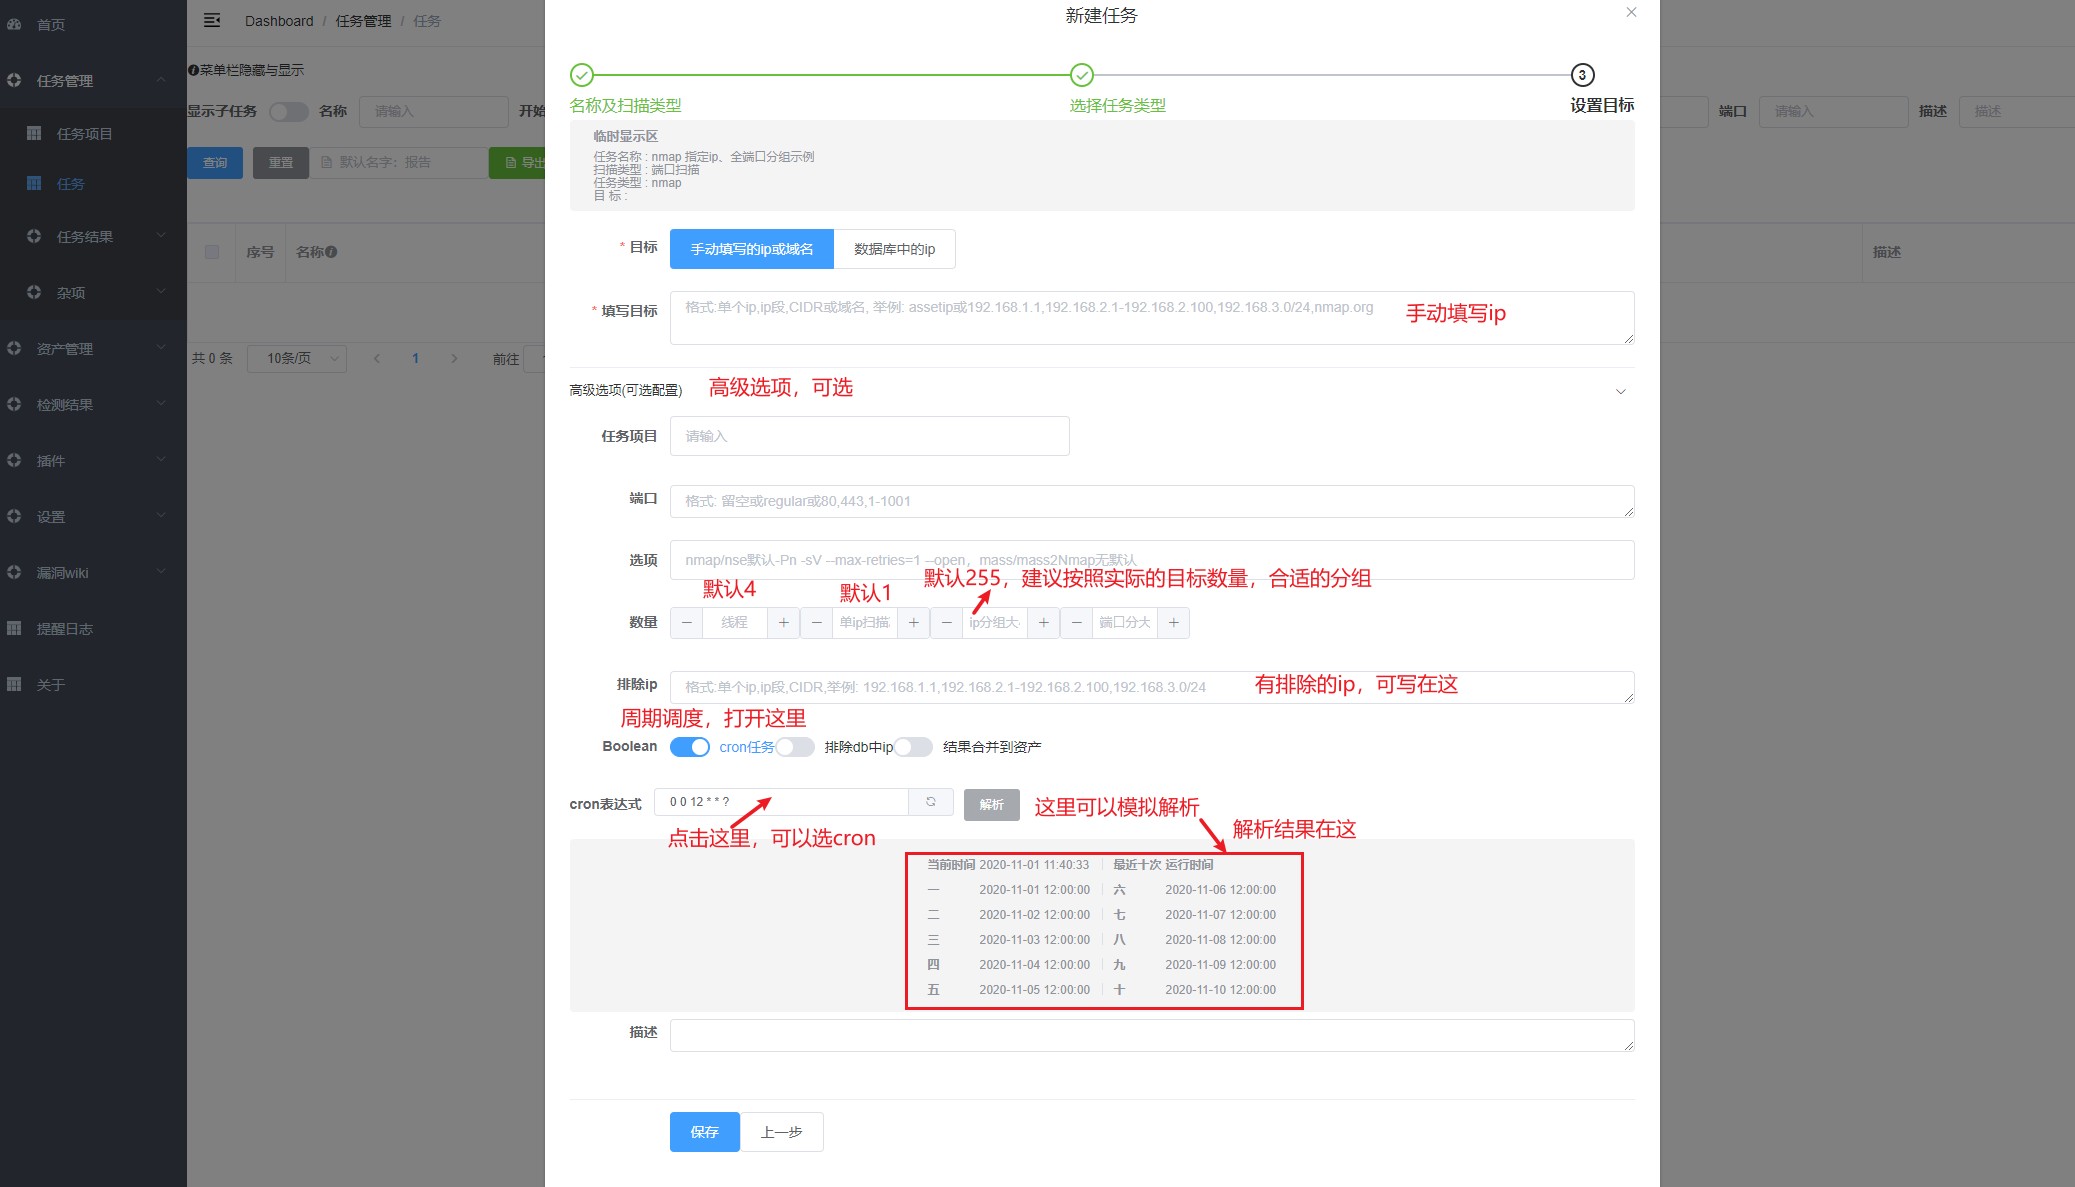 首页
任务管理
任务项目
任务
任务结果
杂项
资产管理
检测结果
插件
设置
漏洞wiki
提醒日志
关于
Dashboard / 任务管理 / 任务
菜单栏隐藏与显示
显示子任务 名称 请输入 开始
查询 重置 默认名字：报告 导出
序号 名称
共 0 条 10条/页 1 前往
端口 请输入 描述 描述
描述
新建任务
3
名称及扫描类型 选择任务类型 设置目标
临时显示区
任务名称 : nmap 指定ip、全端口分组示例
扫描类型 : 端口扫描
任务类型 : nmap
目 标 :
* 目标 手动填写的ip或域名 数据库中的ip
* 填写目标 格式:单个ip,ip段,CIDR或域名, 举例: assetip或192.168.1.1,192.168.2.1-192.168.2.100,192.168.3.0/24,nmap.org 手动填写ip
高级选项(可选配置) 高级选项，可选
任务项目 请输入
端口 格式: 留空或regular或80,443,1-1001
选项 nmap/nse默认-Pn -sV --max-retries=1 --open，mass/mass2Nmap无默认
默认4 默认1 默认255，建议按照实际的目标数量，合适的分组
数量 − 线程 + − 单ip扫描 + − ip分组大 + − 端口分大 +
排除ip 格式:单个ip,ip段,CIDR,举例: 192.168.1.1,192.168.2.1-192.168.2.100,192.168.3.0/24 有排除的ip，可写在这
周期调度，打开这里
Boolean cron任务 排除db中ip 结果合并到资产
cron表达式 0 0 12 * * ? 解析 这里可以模拟解析
点击这里，可以选cron 解析结果在这
当前时间 2020-11-01 11:40:33 最近十次 运行时间
一 2020-11-01 12:00:00 六 2020-11-06 12:00:00
二 2020-11-02 12:00:00 七 2020-11-07 12:00:00
三 2020-11-03 12:00:00 八 2020-11-08 12:00:00
四 2020-11-04 12:00:00 九 2020-11-09 12:00:00
五 2020-11-05 12:00:00 十 2020-11-10 12:00:00
描述
保存 上一步